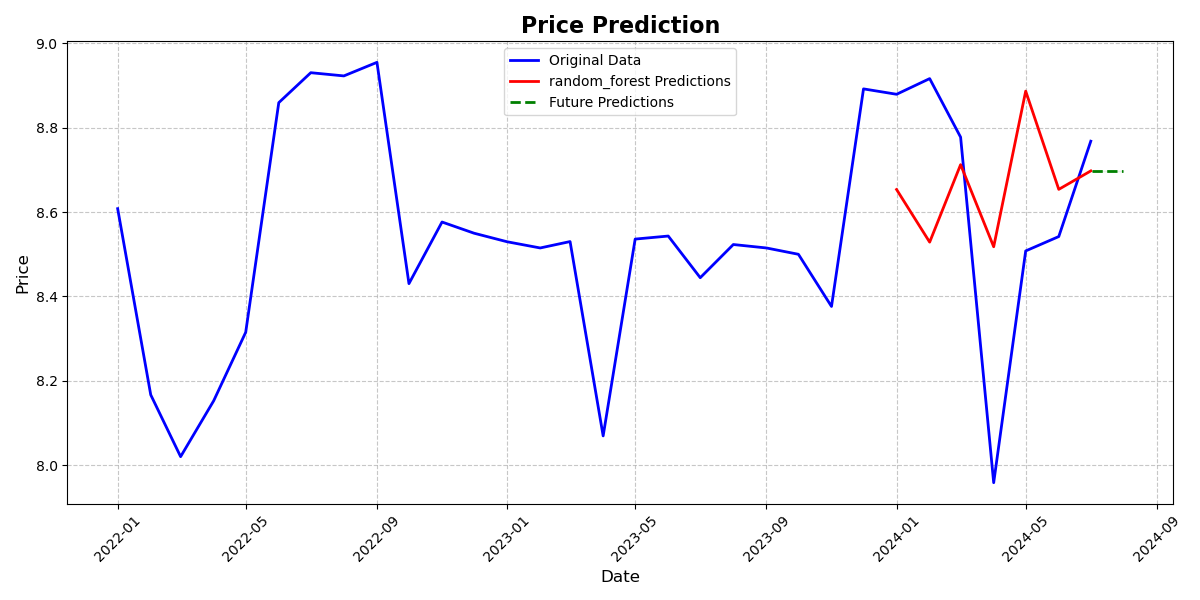 Price Prediction
Original Data
random_forest Predictions
Future Predictions
Price
9.0
8.8
8.6
8.4
8.2
8.0
2022-01
2022-05
2022-09
2023-01
2023-05
2023-09
2024-01
2024-05
2024-09
Date